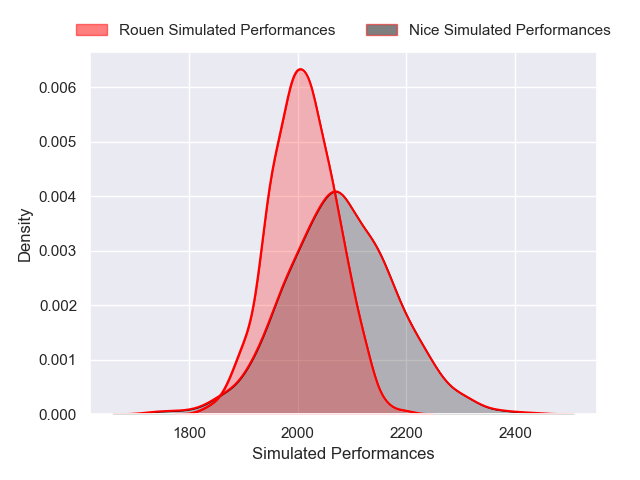 Rouen Simulated Performances Nice Simulated Performances
0.006
0.005
0.004
0.003
0.002
0.001
0.000
Density
1800 2000 2200 2400
Simulated Performances